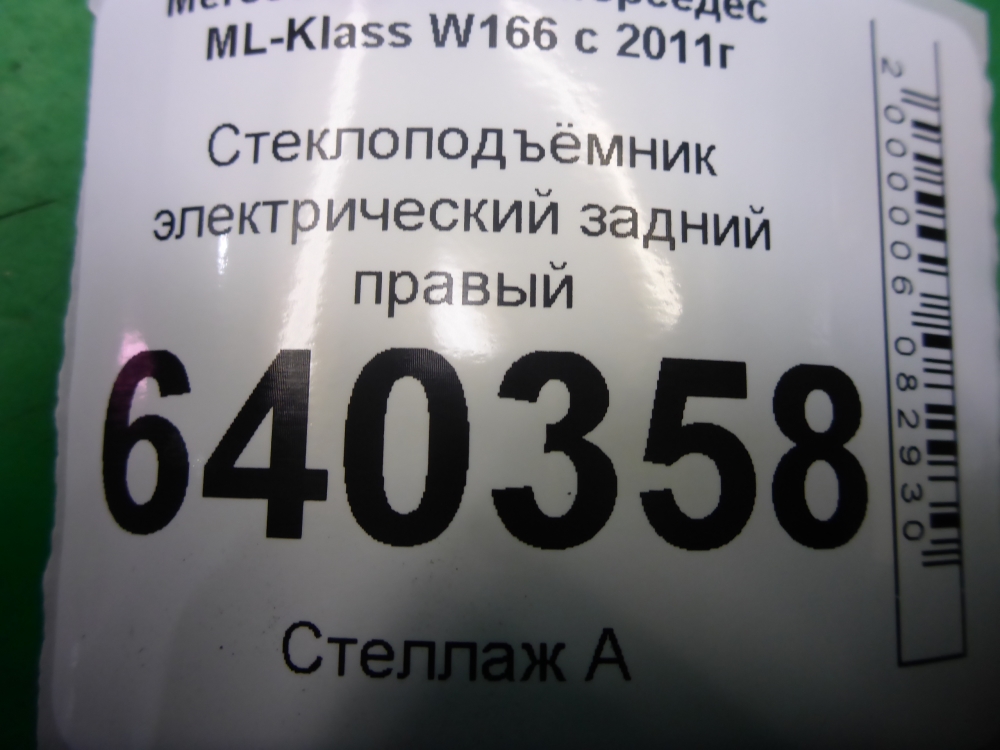 ML-Klass W166 с 2011г
Стеклоподъёмник
электрический задний
правый
640358
Стеллаж А
2000006082930